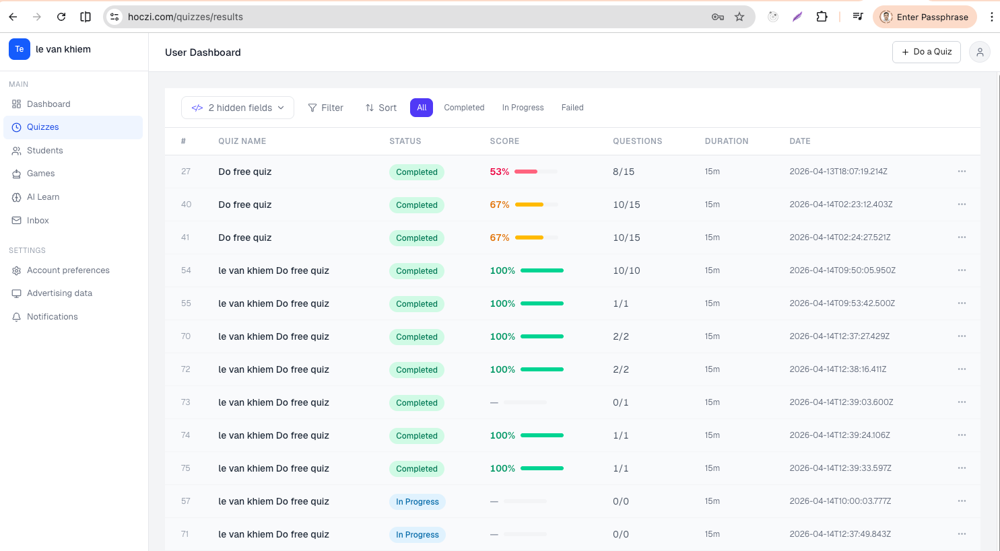 hoczi.com/quizzes/results
Enter Passphrase
Te
le van khiem
User Dashboard
+ Do a Quiz
MAIN
Dashboard
Quizzes
Students
Games
AI Learn
Inbox
SETTINGS
Account preferences
Advertising data
Notifications
</> 2 hidden fields
Filter
Sort
All
Completed
In Progress
Failed
# QUIZ NAME STATUS SCORE QUESTIONS DURATION DATE
27 Do free quiz Completed 53% 8/15 15m 2026-04-13T18:07:19.214Z ...
40 Do free quiz Completed 67% 10/15 15m 2026-04-14T02:23:12.403Z ...
41 Do free quiz Completed 67% 10/15 15m 2026-04-14T02:24:27.521Z ...
54 le van khiem Do free quiz Completed 100% 10/10 15m 2026-04-14T09:50:05.950Z ...
55 le van khiem Do free quiz Completed 100% 1/1 15m 2026-04-14T09:53:42.500Z ...
70 le van khiem Do free quiz Completed 100% 2/2 15m 2026-04-14T12:37:27.429Z ...
72 le van khiem Do free quiz Completed 100% 2/2 15m 2026-04-14T12:38:16.411Z ...
73 le van khiem Do free quiz Completed — 0/1 15m 2026-04-14T12:39:03.600Z ...
74 le van khiem Do free quiz Completed 100% 1/1 15m 2026-04-14T12:39:24.106Z ...
75 le van khiem Do free quiz Completed 100% 1/1 15m 2026-04-14T12:39:33.597Z ...
57 le van khiem Do free quiz In Progress — 0/0 15m 2026-04-14T10:00:03.777Z ...
71 le van khiem Do free quiz In Progress — 0/0 15m 2026-04-14T12:37:49.843Z ...